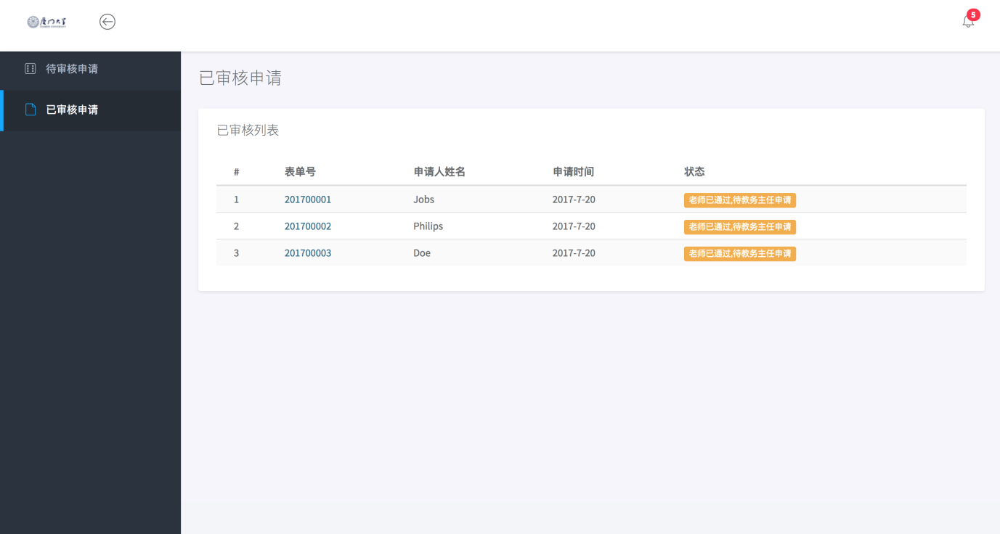 厦门大学
5
待审核申请
已审核申请
已审核申请
已审核列表
# 表单号 申请人姓名 申请时间 状态
1 201700001 Jobs 2017-7-20 老师已通过,待教务主任申请
2 201700002 Philips 2017-7-20 老师已通过,待教务主任申请
3 201700003 Doe 2017-7-20 老师已通过,待教务主任申请